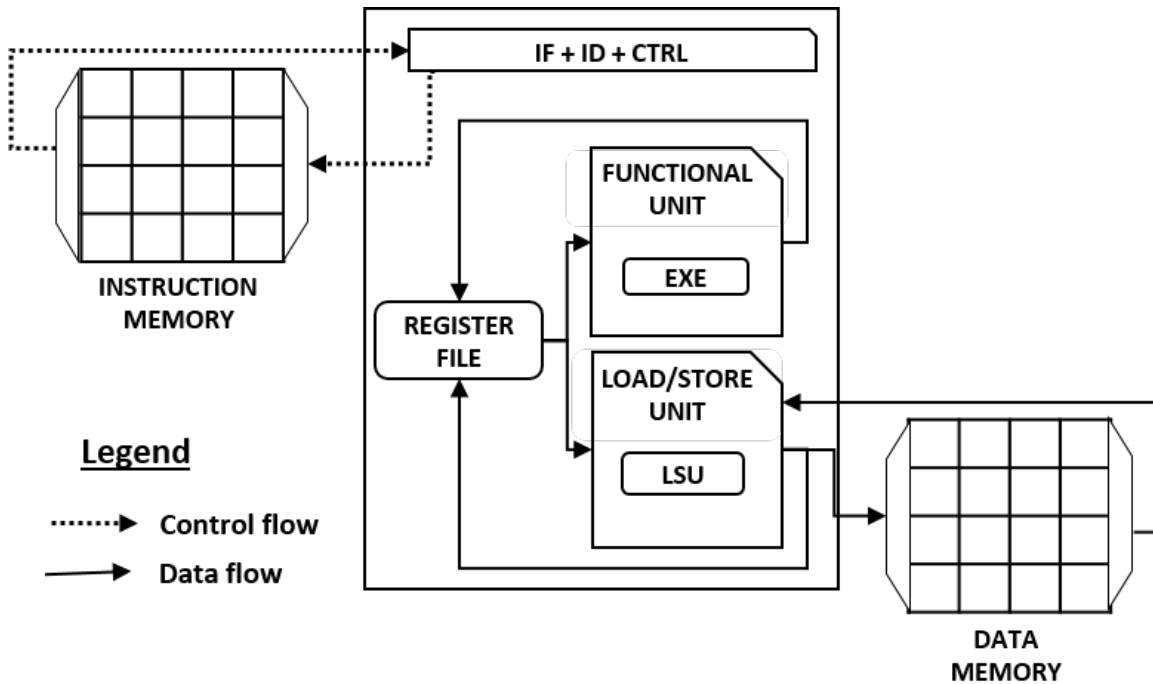 IF + ID + CTRL
FUNCTIONAL
UNIT
EXE
INSTRUCTION
MEMORY
REGISTER
FILE
LOAD/STORE
UNIT
LSU
Legend
Control flow
Data flow
DATA
MEMORY